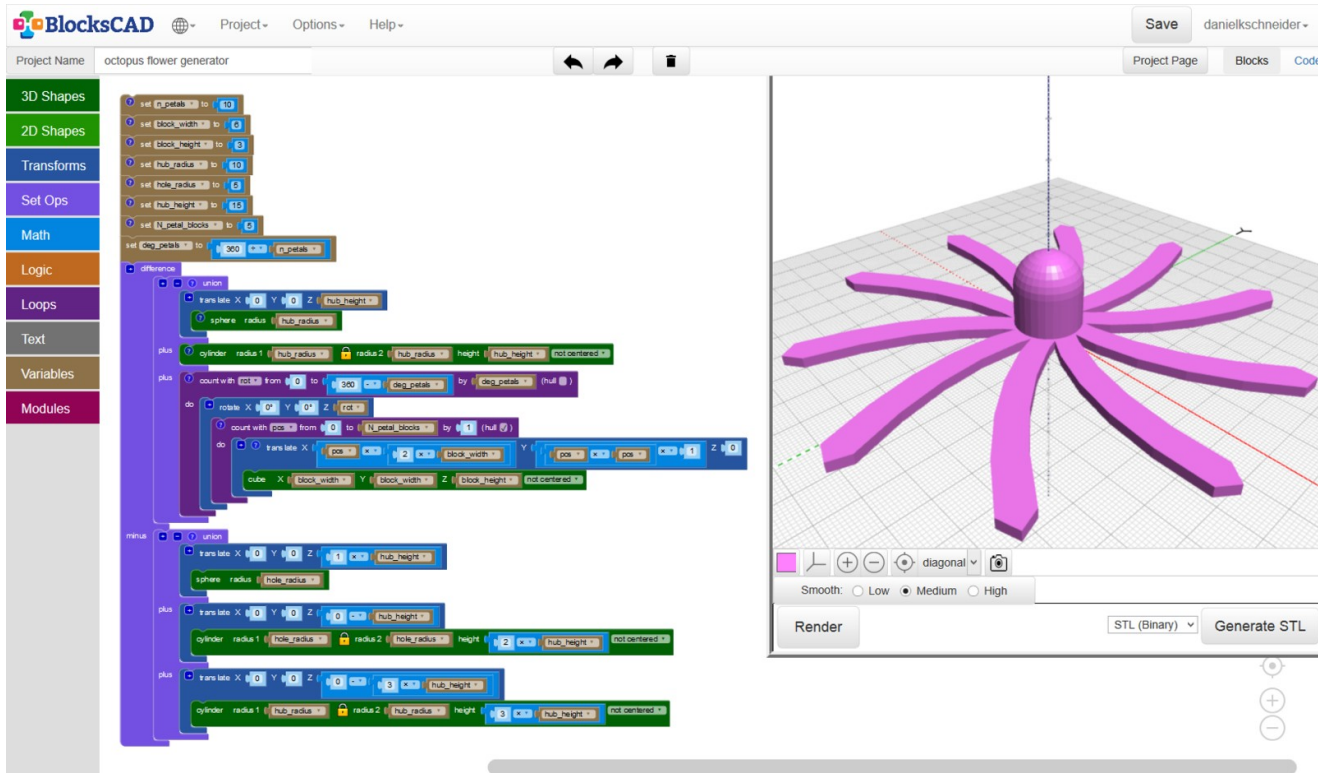 BlocksCAD Project Options Help Save danielkschneider
Project Name octopus flower generator Project Page Blocks Code
3D Shapes
2D Shapes
Transforms
Set Ops
Math
Logic
Loops
Text
Variables
Modules
? set n_petals to 10
? set block_width to 6
? set block_height to 3
? set hub_radius to 10
? set hole_radius to 5
? set hub_height to 15
? set N_petal_blocks to 5
set deg_petals to 360 ÷ n_petals
+ difference
+ - ? union
+ translate X 0 Y 0 Z hub_height
? sphere radius hub_radius
plus ? cylinder radius 1 hub_radius radius 2 hub_radius height hub_height not centered
plus ? count with rot from 0 to 360 - deg_petals by deg_petals (hull )
do + rotate X 0° Y 0° Z rot
? count with pos from 0 to N_petal_blocks by 1 (hull ✓)
do + ? translate X pos × 2 × block_width Y pos × pos × 1 Z 0
cube X block_width Y block_width Z block_height not centered
minus + - ? union
+ translate X 0 Y 0 Z 1 × hub_height
sphere radius hole_radius
plus + translate X 0 Y 0 Z 0 - hub_height
cylinder radius 1 hole_radius radius 2 hole_radius height 2 × hub_height not centered
plus + translate X 0 Y 0 Z 0 - 3 × hub_height
cylinder radius 1 hub_radius radius 2 hub_radius height 3 × hub_height not centered
Y
diagonal
Smooth: Low Medium High
Render STL (Binary) Generate STL